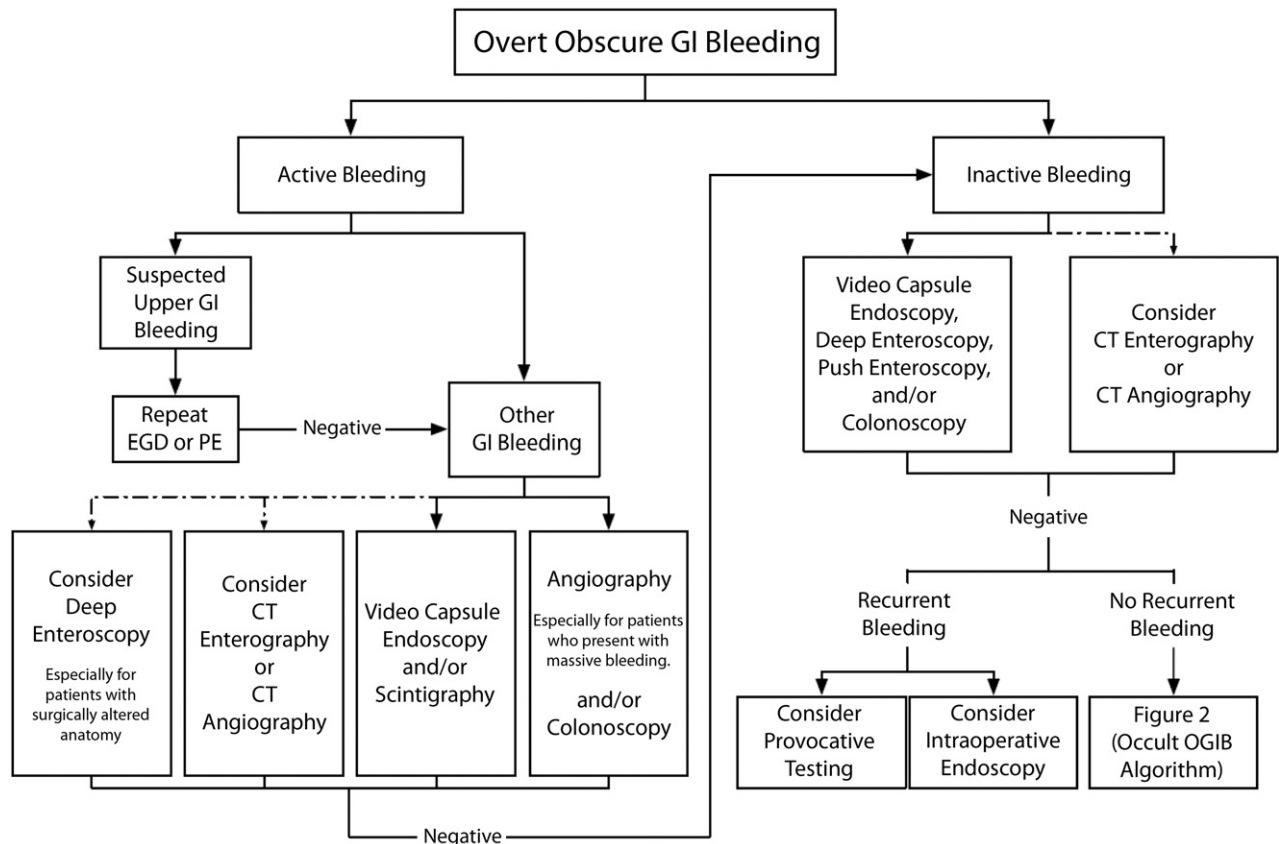 Overt Obscure GI Bleeding
Active Bleeding
Inactive Bleeding
Suspected
Upper GI
Bleeding
Repeat
EGD or PE
Negative
Other
GI Bleeding
Consider
Deep
Enteroscopy
Especially for
patients with
surgically altered
anatomy
Consider
CT
Enterography
or
CT
Angiography
Video Capsule
Endoscopy
and/or
Scintigraphy
Angiography
Especially for patients
who present with
massive bleeding.
and/or
Colonoscopy
Negative
Video Capsule
Endoscopy,
Deep Enteroscopy,
Push Enteroscopy,
and/or
Colonoscopy
Consider
CT Enterography
or
CT Angiography
Negative
Recurrent
Bleeding
No Recurrent
Bleeding
Consider
Provocative
Testing
Consider
Intraoperative
Endoscopy
Figure 2
(Occult OGIB
Algorithm)